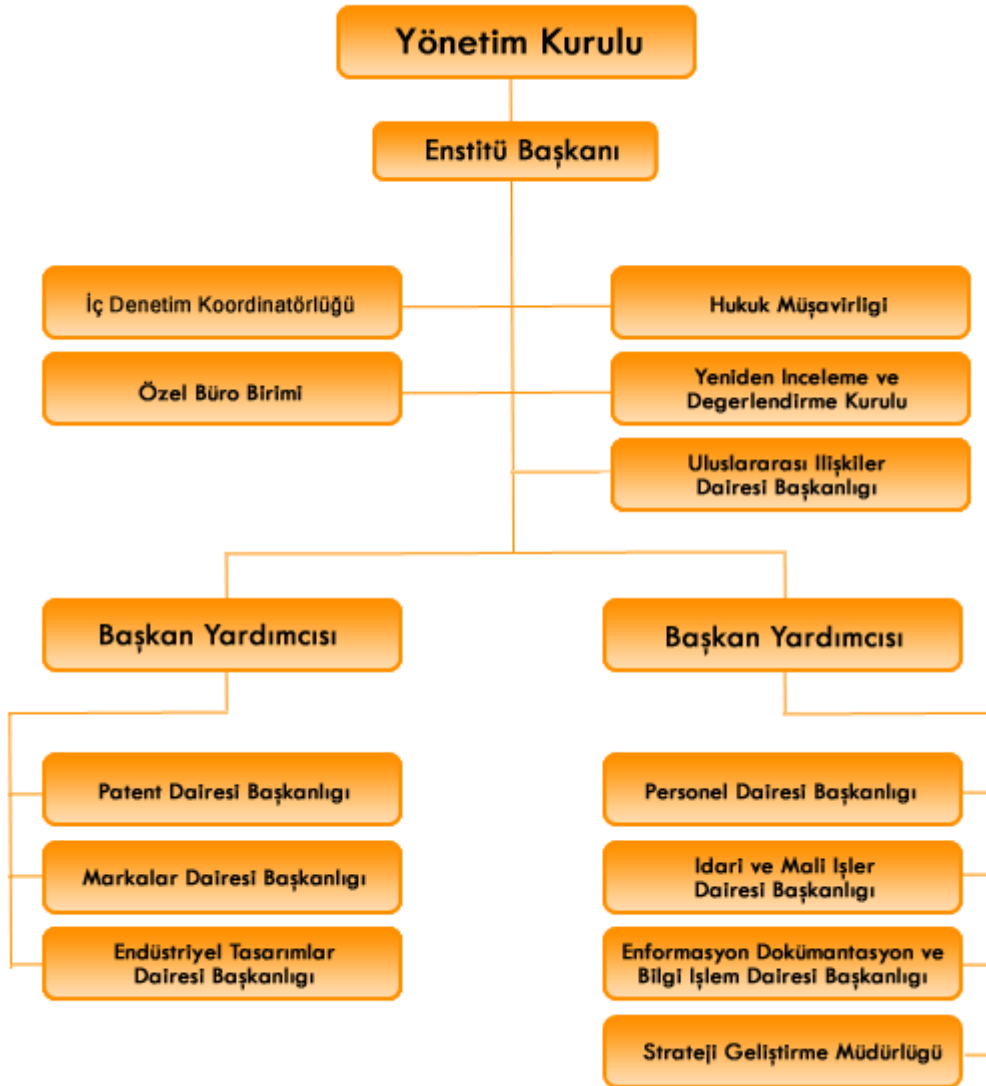 Yönetim Kurulu
Enstitü Başkanı
İç Denetim Koordinatörlüğü
Hukuk Müşavirligi
Özel Büro Birimi
Yeniden Inceleme ve
Degerlendirme Kurulu
Uluslararası Ilişkiler
Dairesi Başkanlıgı
Başkan Yardımcısı
Başkan Yardımcısı
Patent Dairesi Başkanlıgı
Markalar Dairesi Başkanlıgı
Endüstriyel Tasarımlar
Dairesi Başkanlıgı
Personel Dairesi Başkanlıgı
Idari ve Mali Işler
Dairesi Başkanlıgı
Enformasyon Dokümantasyon ve
Bilgi Işlem Dairesi Başkanlıgı
Strateji Geliştirme Müdürlügü